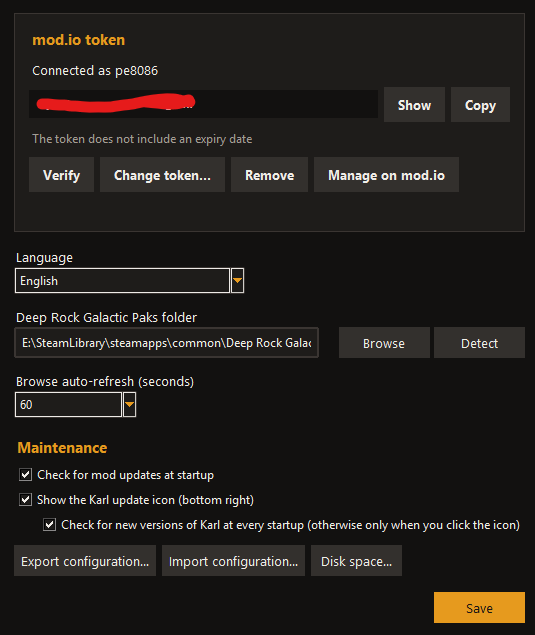 mod.io token
Connected as pe8086
Show
Copy
The token does not include an expiry date
Verify
Change token...
Remove
Manage on mod.io
Language
English
Deep Rock Galactic Paks folder
E:\SteamLibrary\steamapps\common\Deep Rock Galac
Browse
Detect
Browse auto-refresh (seconds)
60
Maintenance
Check for mod updates at startup
Show the Karl update icon (bottom right)
Check for new versions of Karl at every startup (otherwise only when you click the icon)
Export configuration...
Import configuration...
Disk space...
Save